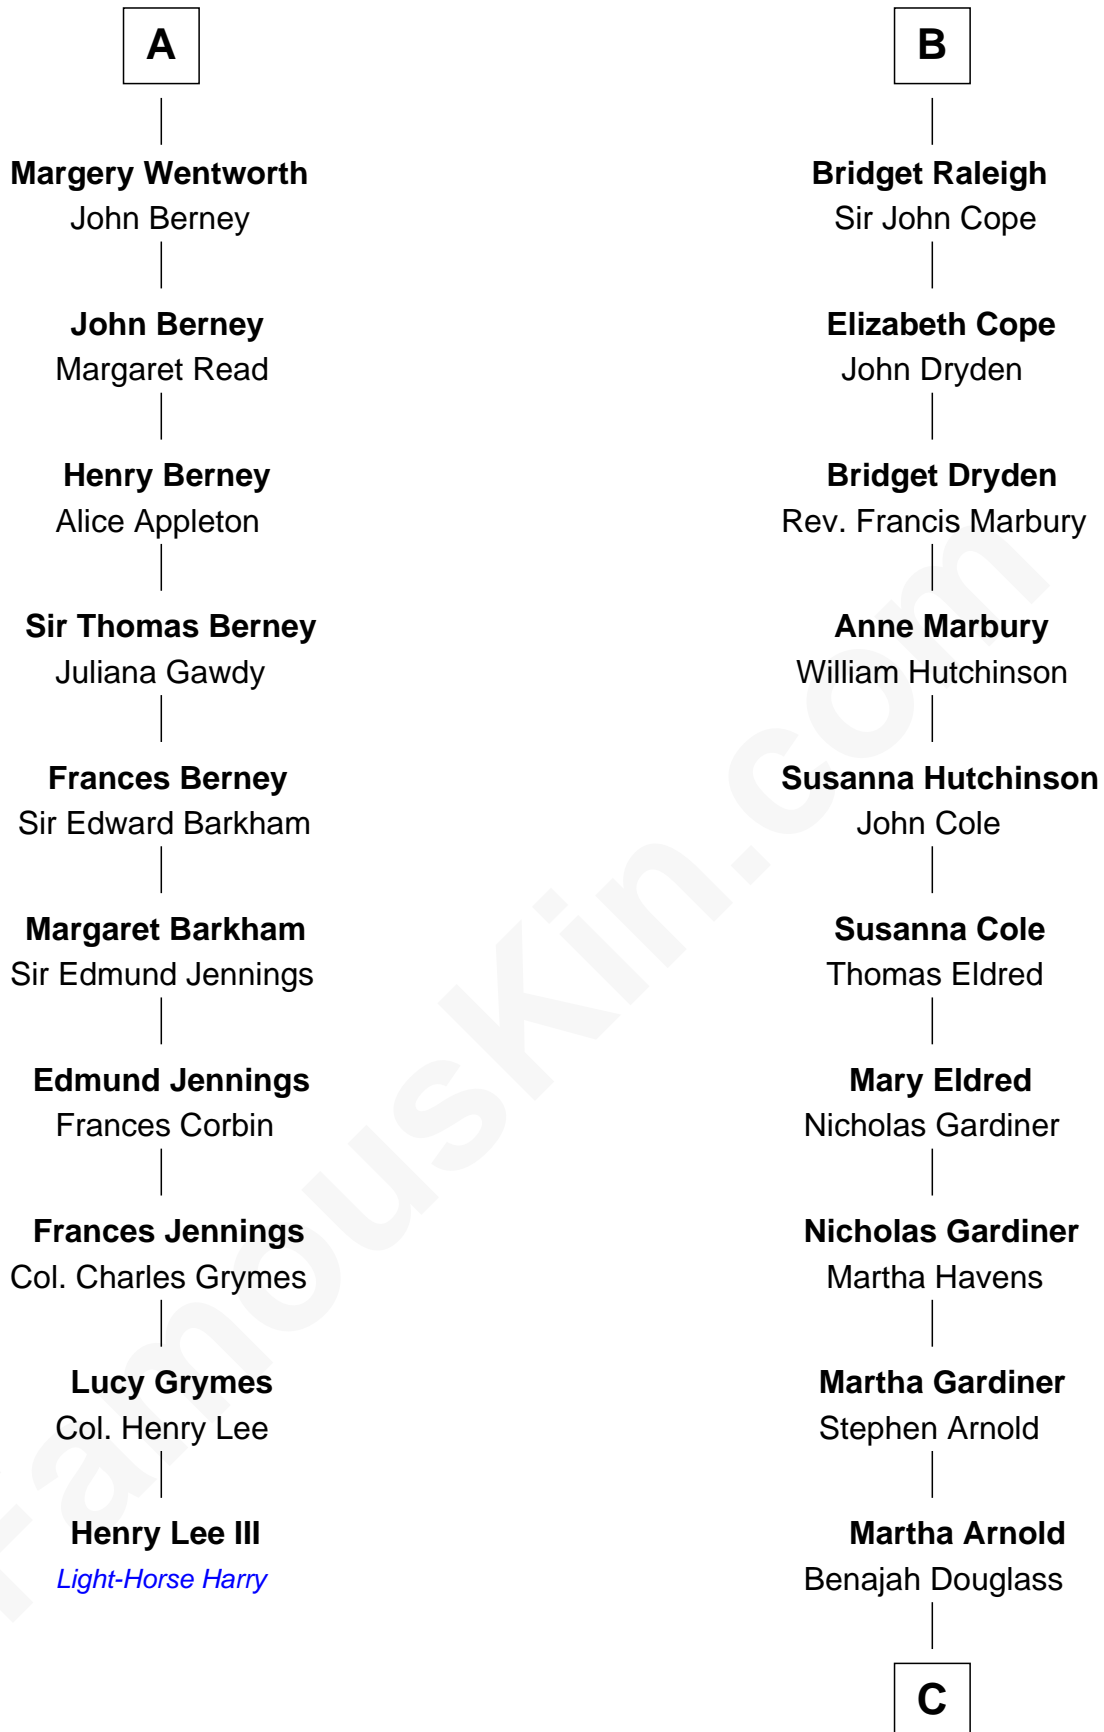 A
Margery Wentworth
John Berney
John Berney
Margaret Read
Henry Berney
Alice Appleton
Sir Thomas Berney
Juliana Gawdy
Frances Berney
Sir Edward Barkham
Margaret Barkham
Sir Edmund Jennings
Edmund Jennings
Frances Corbin
Frances Jennings
Col. Charles Grymes
Lucy Grymes
Col. Henry Lee
Henry Lee III
Light-Horse Harry
B
Bridget Raleigh
Sir John Cope
Elizabeth Cope
John Dryden
Bridget Dryden
Rev. Francis Marbury
Anne Marbury
William Hutchinson
Susanna Hutchinson
John Cole
Susanna Cole
Thomas Eldred
Mary Eldred
Nicholas Gardiner
Nicholas Gardiner
Martha Havens
Martha Gardiner
Stephen Arnold
Martha Arnold
Benajah Douglass
C
FamousKin.com